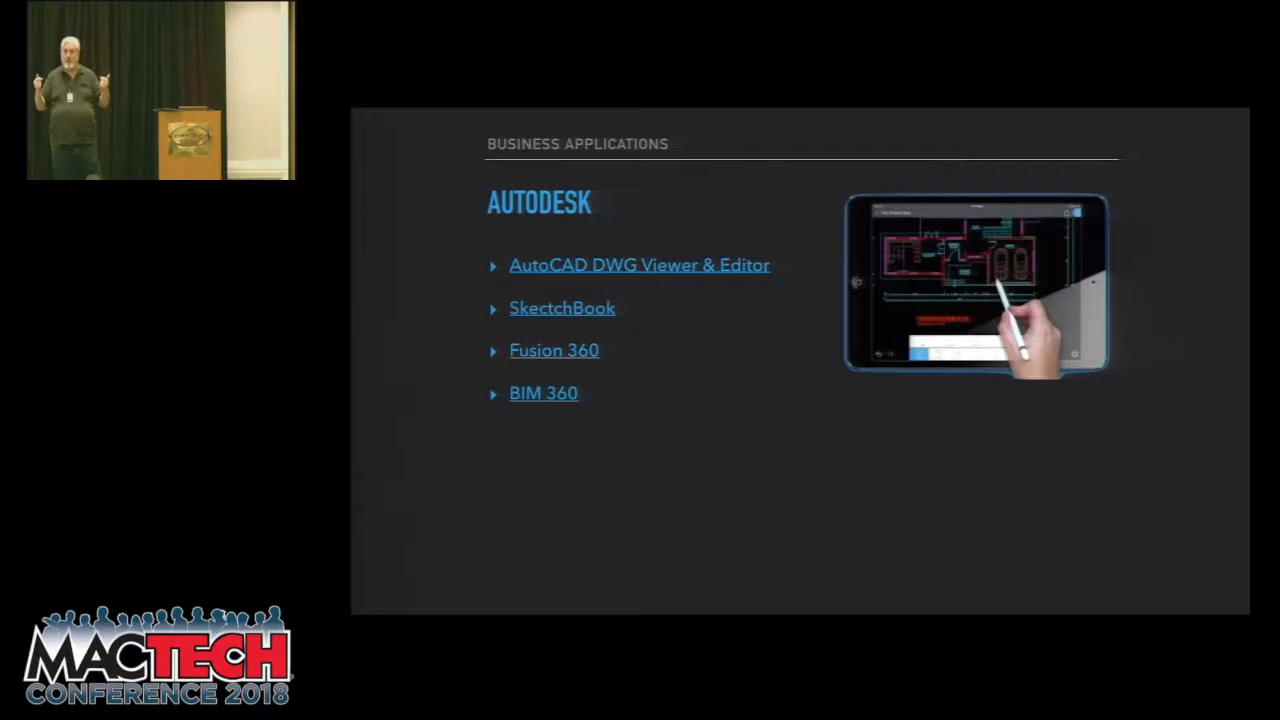 BUSINESS APPLICATIONS
AUTODESK
AutoCAD DWG Viewer & Editor
SkectchBook
Fusion 360
BIM 360
MACTECH
CONFERENCE 2018